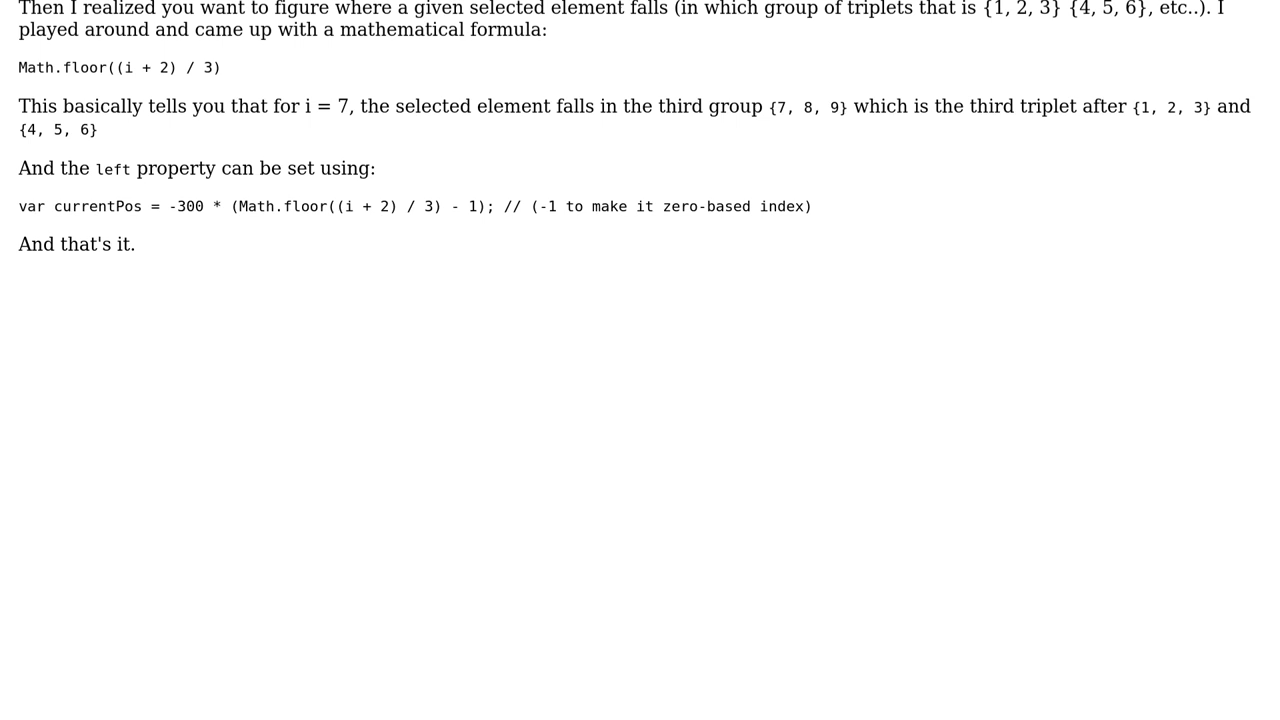 Then I realized you want to figure where a given selected element falls (in which group of triplets that is {1, 2, 3} {4, 5, 6}, etc..). I
played around and came up with a mathematical formula:
Math.floor((i + 2) / 3)
This basically tells you that for i = 7, the selected element falls in the third group {7, 8, 9} which is the third triplet after {1, 2, 3} and
{4, 5, 6}
And the left property can be set using:
var currentPos = -300 * (Math.floor((i + 2) / 3) - 1); // (-1 to make it zero-based index)
And that's it.